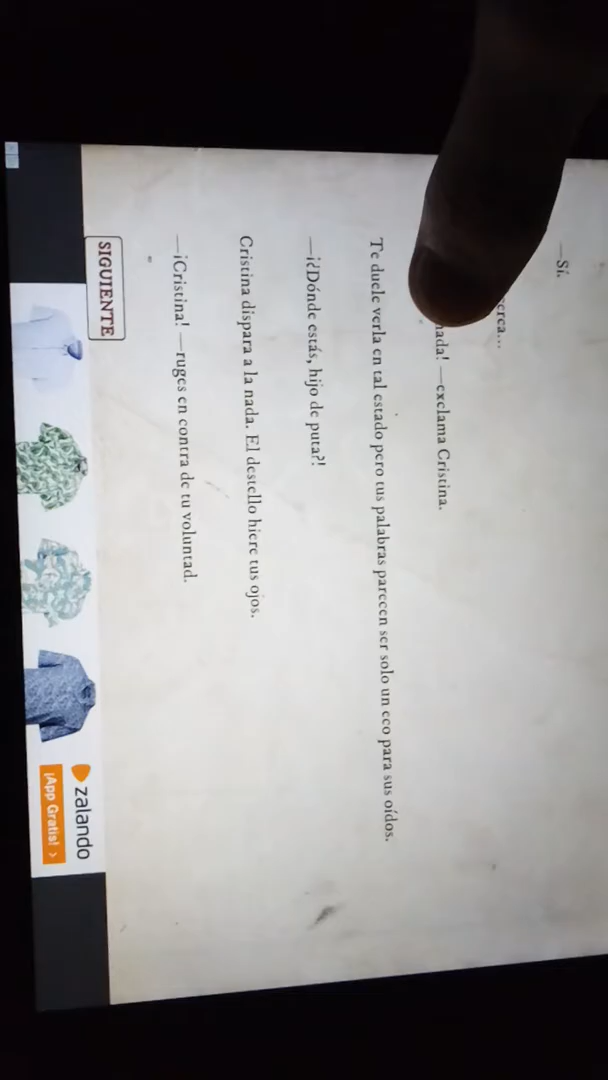 —Sí.
—exclama Cristina.
Te duele verla en tal estado pero tus palabras parecen ser solo un eco para sus oídos.
—¡¿Dónde estás, hijo de puta?!
Cristina dispara a la nada. El destello hiere tus ojos.
—¡Cristina! —ruges en contra de tu voluntad.
SIGUIENTE
zalando
¡App Gratis! >